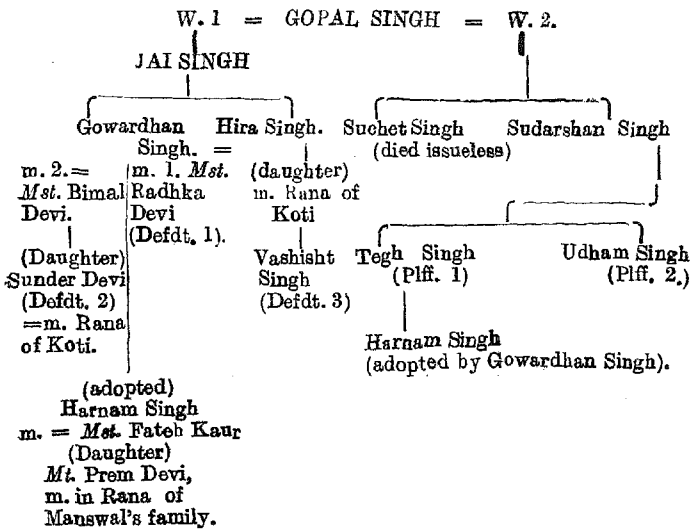 W. 1 = GOPAL SINGH = W. 2.
JAI SINGH
Gowardhan Singh. =
Hira Singh.
Suchet Singh
(died issueless)
Sudarshan Singh
m. 2.=
Mst. Bimal
Devi.
m. 1. Mst.
Radhka
Devi
(Defdt. 1).
(daughter)
m. Rana of
Koti
(Daughter)
Sunder Devi
(Defdt. 2)
=m. Rana
of Koti.
Vashisht
Singh
(Defdt. 3)
Tegh Singh
(Plff. 1)
Udham Singh
(Plff. 2.)
Harnam Singh
(adopted by Gowardhan Singh).
(adopted)
Harnam Singh
m. = Mst. Fateh Kaur
(Daughter)
Mt. Prem Devi,
m. in Rana of
Manswal's family.